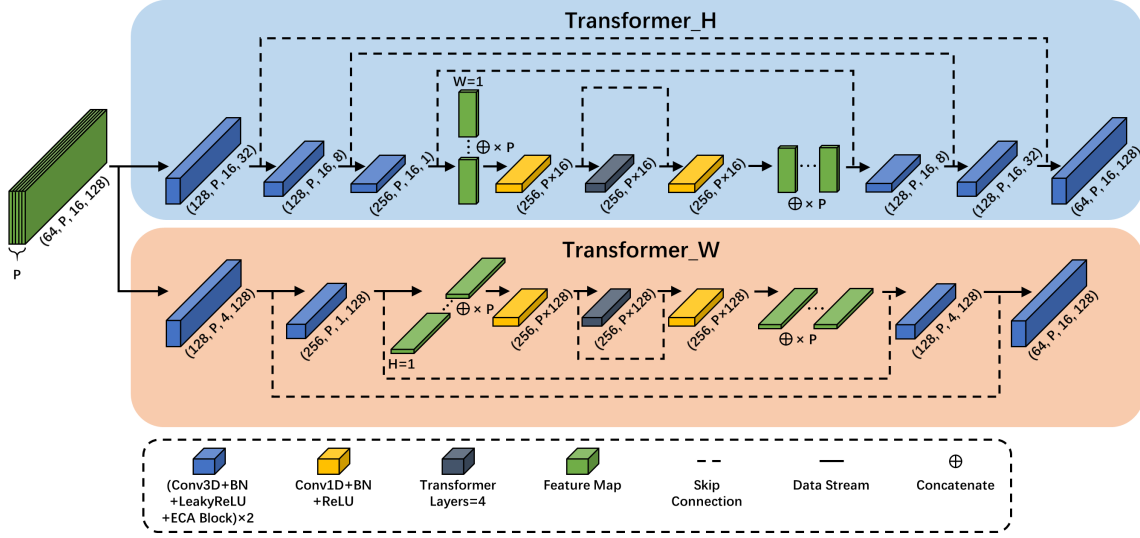 Transformer_H
W=1
⊕ × P
(64, P, 16, 128)
P
(128, P, 16, 32)
(128, P, 16, 8)
(256, P, 16, 1)
(256, P×16)
(256, P×16)
(256, P×16)
⊕ × P
(128, P, 16, 8)
(128, P, 16, 32)
(64, P, 16, 128)
Transformer_W
(128, P, 4, 128)
(256, P, 1, 128)
H=1
⊕ × P
(256, P×128)
(256, P×128)
(256, P×128)
⊕ × P
(128, P, 4, 128)
(64, P, 16, 128)
(Conv3D+BN
+LeakyReLU
+ECA Block)×2
Conv1D+BN
+ReLU
Transformer
Layers=4
Feature Map
Skip
Connection
Data Stream
⊕
Concatenate